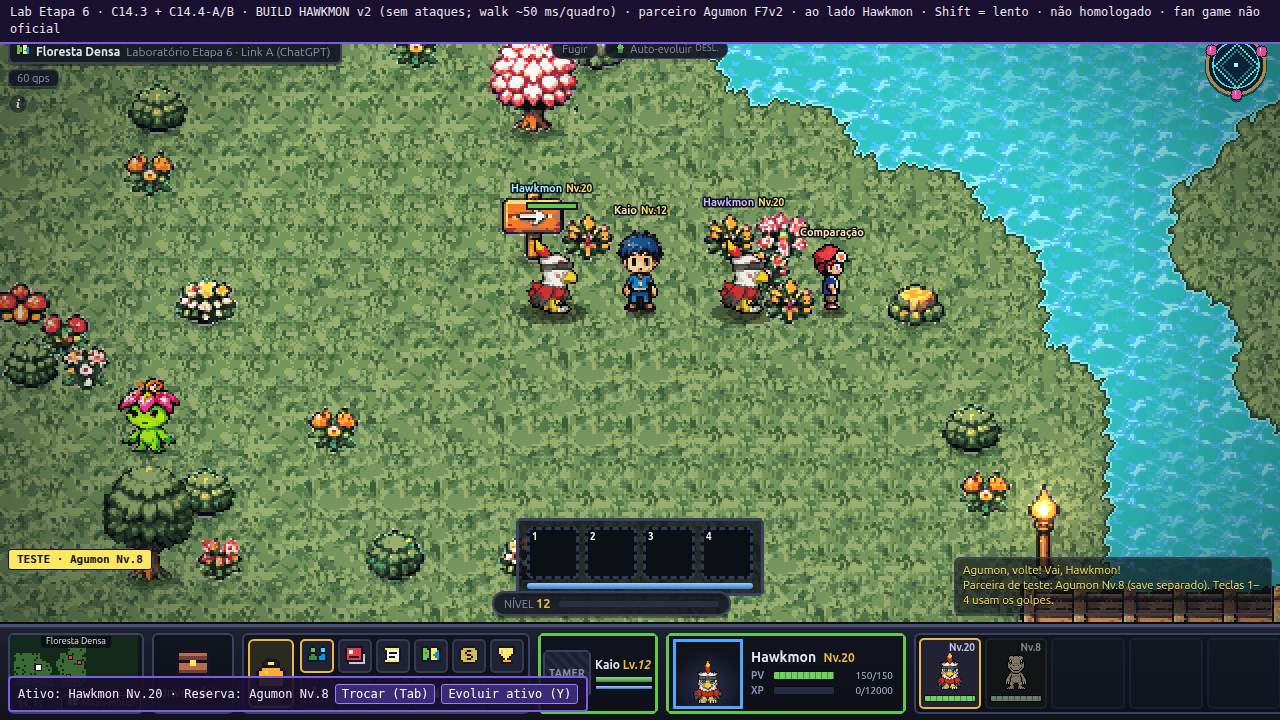 Lab Etapa 6 · C14.3 + C14.4-A/B · BUILD HAWKMON v2 (sem ataques; walk ~50 ms/quadro) · parceiro Agumon F7v2 · ao lado Hawkmon · Shift = lento · não homologado · fan game não
oficial
Floresta Densa Laboratório Etapa 6 · Link A (ChatGPT)
Fugir
Auto-evoluir DESL.
60 qps
i
Hawkmon Nv.20
Kaio Nv.12
Hawkmon Nv.20
Comparação
1 2 3 4
TESTE · Agumon Nv.8
Agumon, volte! Vai, Hawkmon!
Parceira de teste: Agumon Nv.8 (save separado). Teclas 1–
4 usam os golpes.
NÍVEL 12
Floresta Densa
TAMER
Kaio Lv.12
Hawkmon Nv.20
PV 150/150
XP 0/12000
Nv.20
Nv.8
Ativo: Hawkmon Nv.20 · Reserva: Agumon Nv.8 Trocar (Tab) Evoluir ativo (Y)